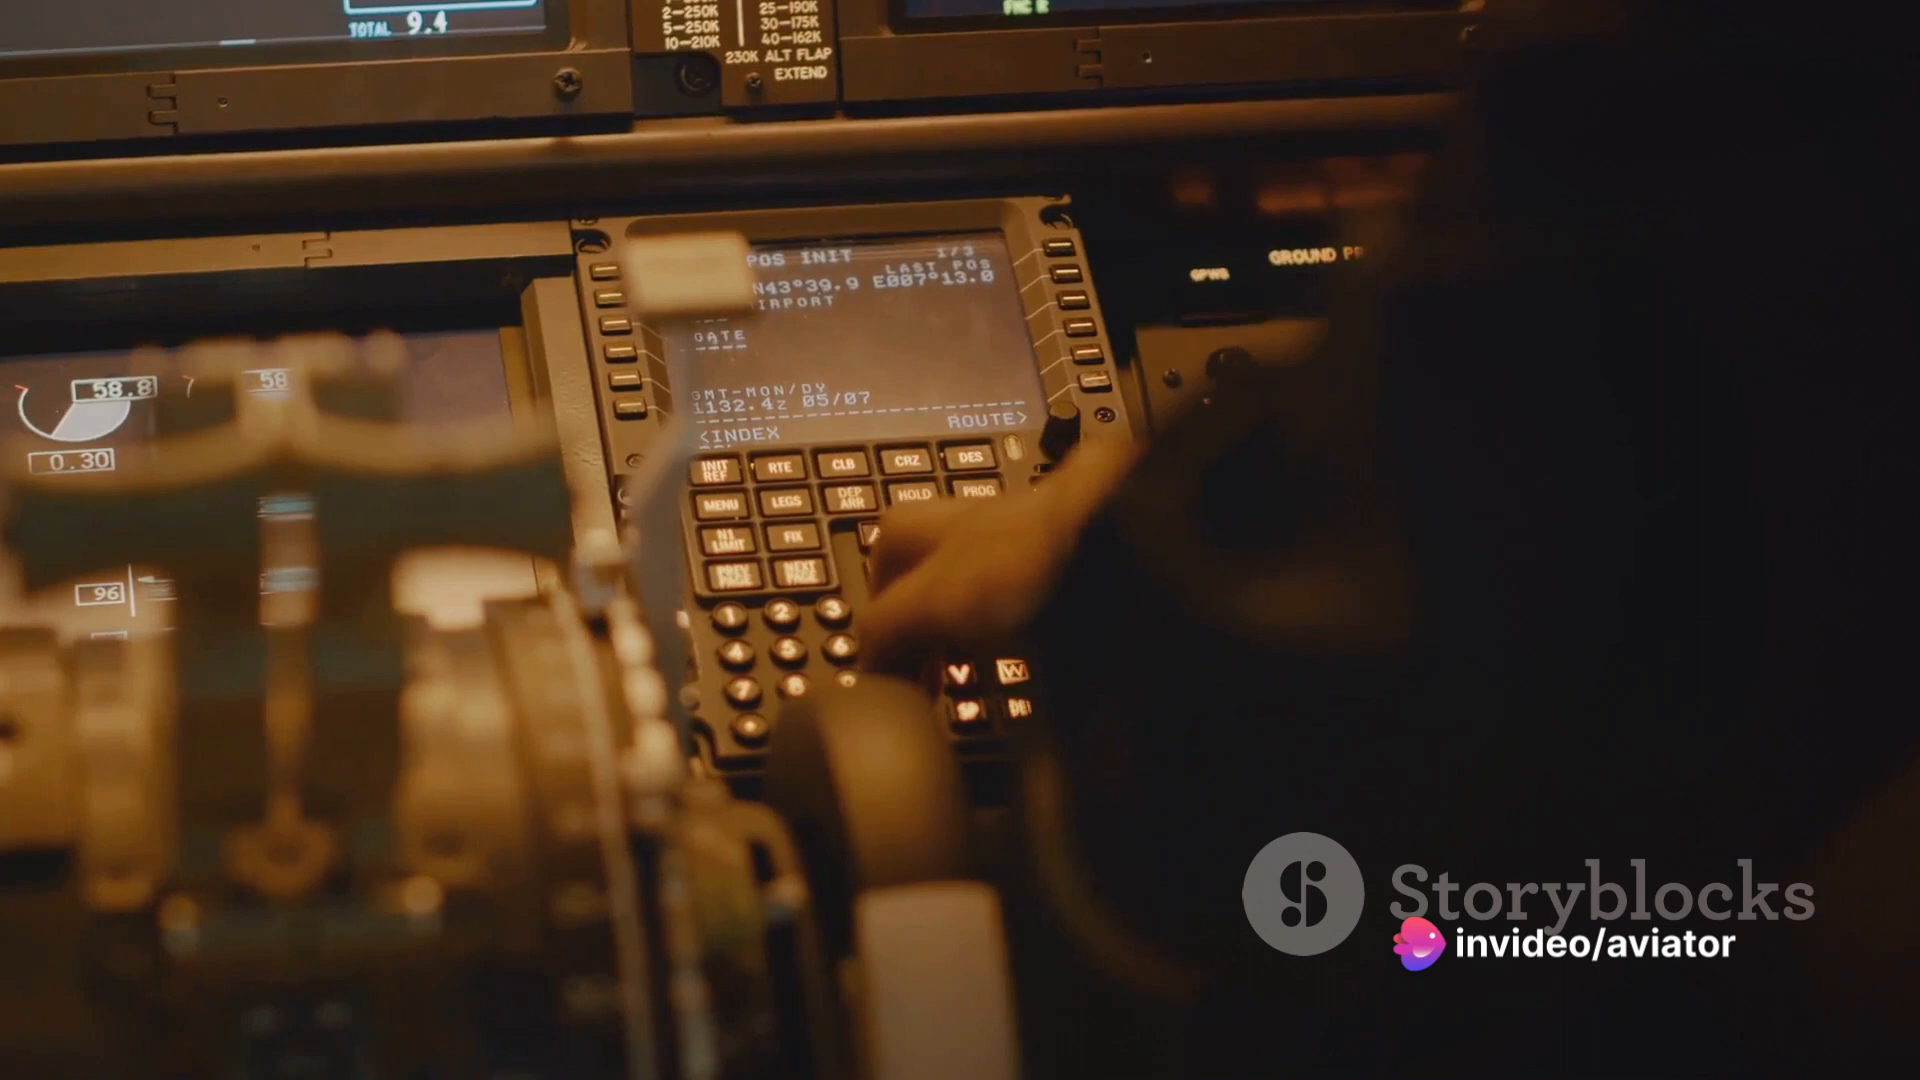 TOTAL 9.4
2-250K
5-250K
10-210K
25-190K
30-175K
40-162K
230K ALT FLAP
EXTEND
POS INIT 1/3
LAST POS
N43°39.9 E007°13.0
GATE
GMT-MON/DY
1132.4z 05/07
<INDEX ROUTE>
58.8
58
0.30
96
GPWS
GROUND
INIT REF
RTE
CLB
CRZ
DES
MENU
LEGS
DEP ARR
HOLD
PROG
N1 LIMIT
FIX
PREV PAGE
NEXT PAGE
1 2 3
4 5 6
7 8
V W
SP
Storyblocks
invideo/aviator